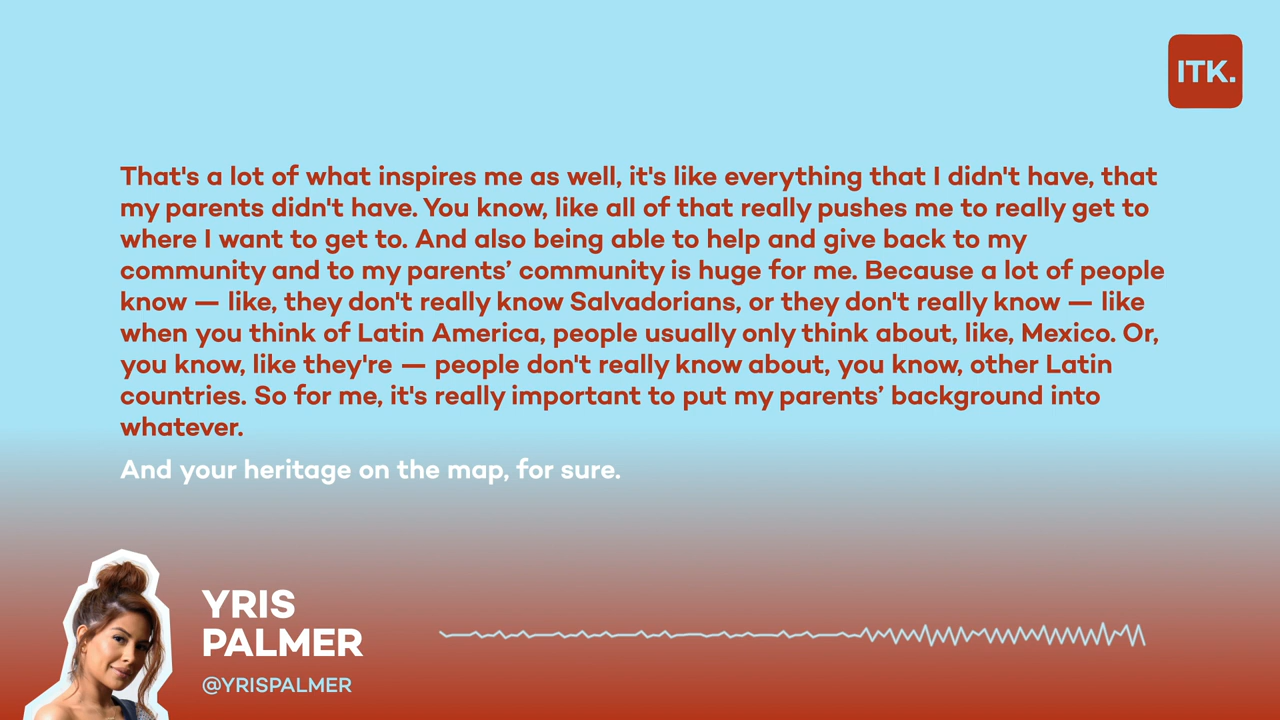 ITK.
That's a lot of what inspires me as well, it's like everything that I didn't have, that
my parents didn't have. You know, like all of that really pushes me to really get to
where I want to get to. And also being able to help and give back to my
community and to my parents’ community is huge for me. Because a lot of people
know — like, they don't really know Salvadorians, or they don't really know — like
when you think of Latin America, people usually only think about, like, Mexico. Or,
you know, like they're — people don't really know about, you know, other Latin
countries. So for me, it's really important to put my parents’ background into
whatever.
And your heritage on the map, for sure.
YRIS
PALMER
@YRISPALMER